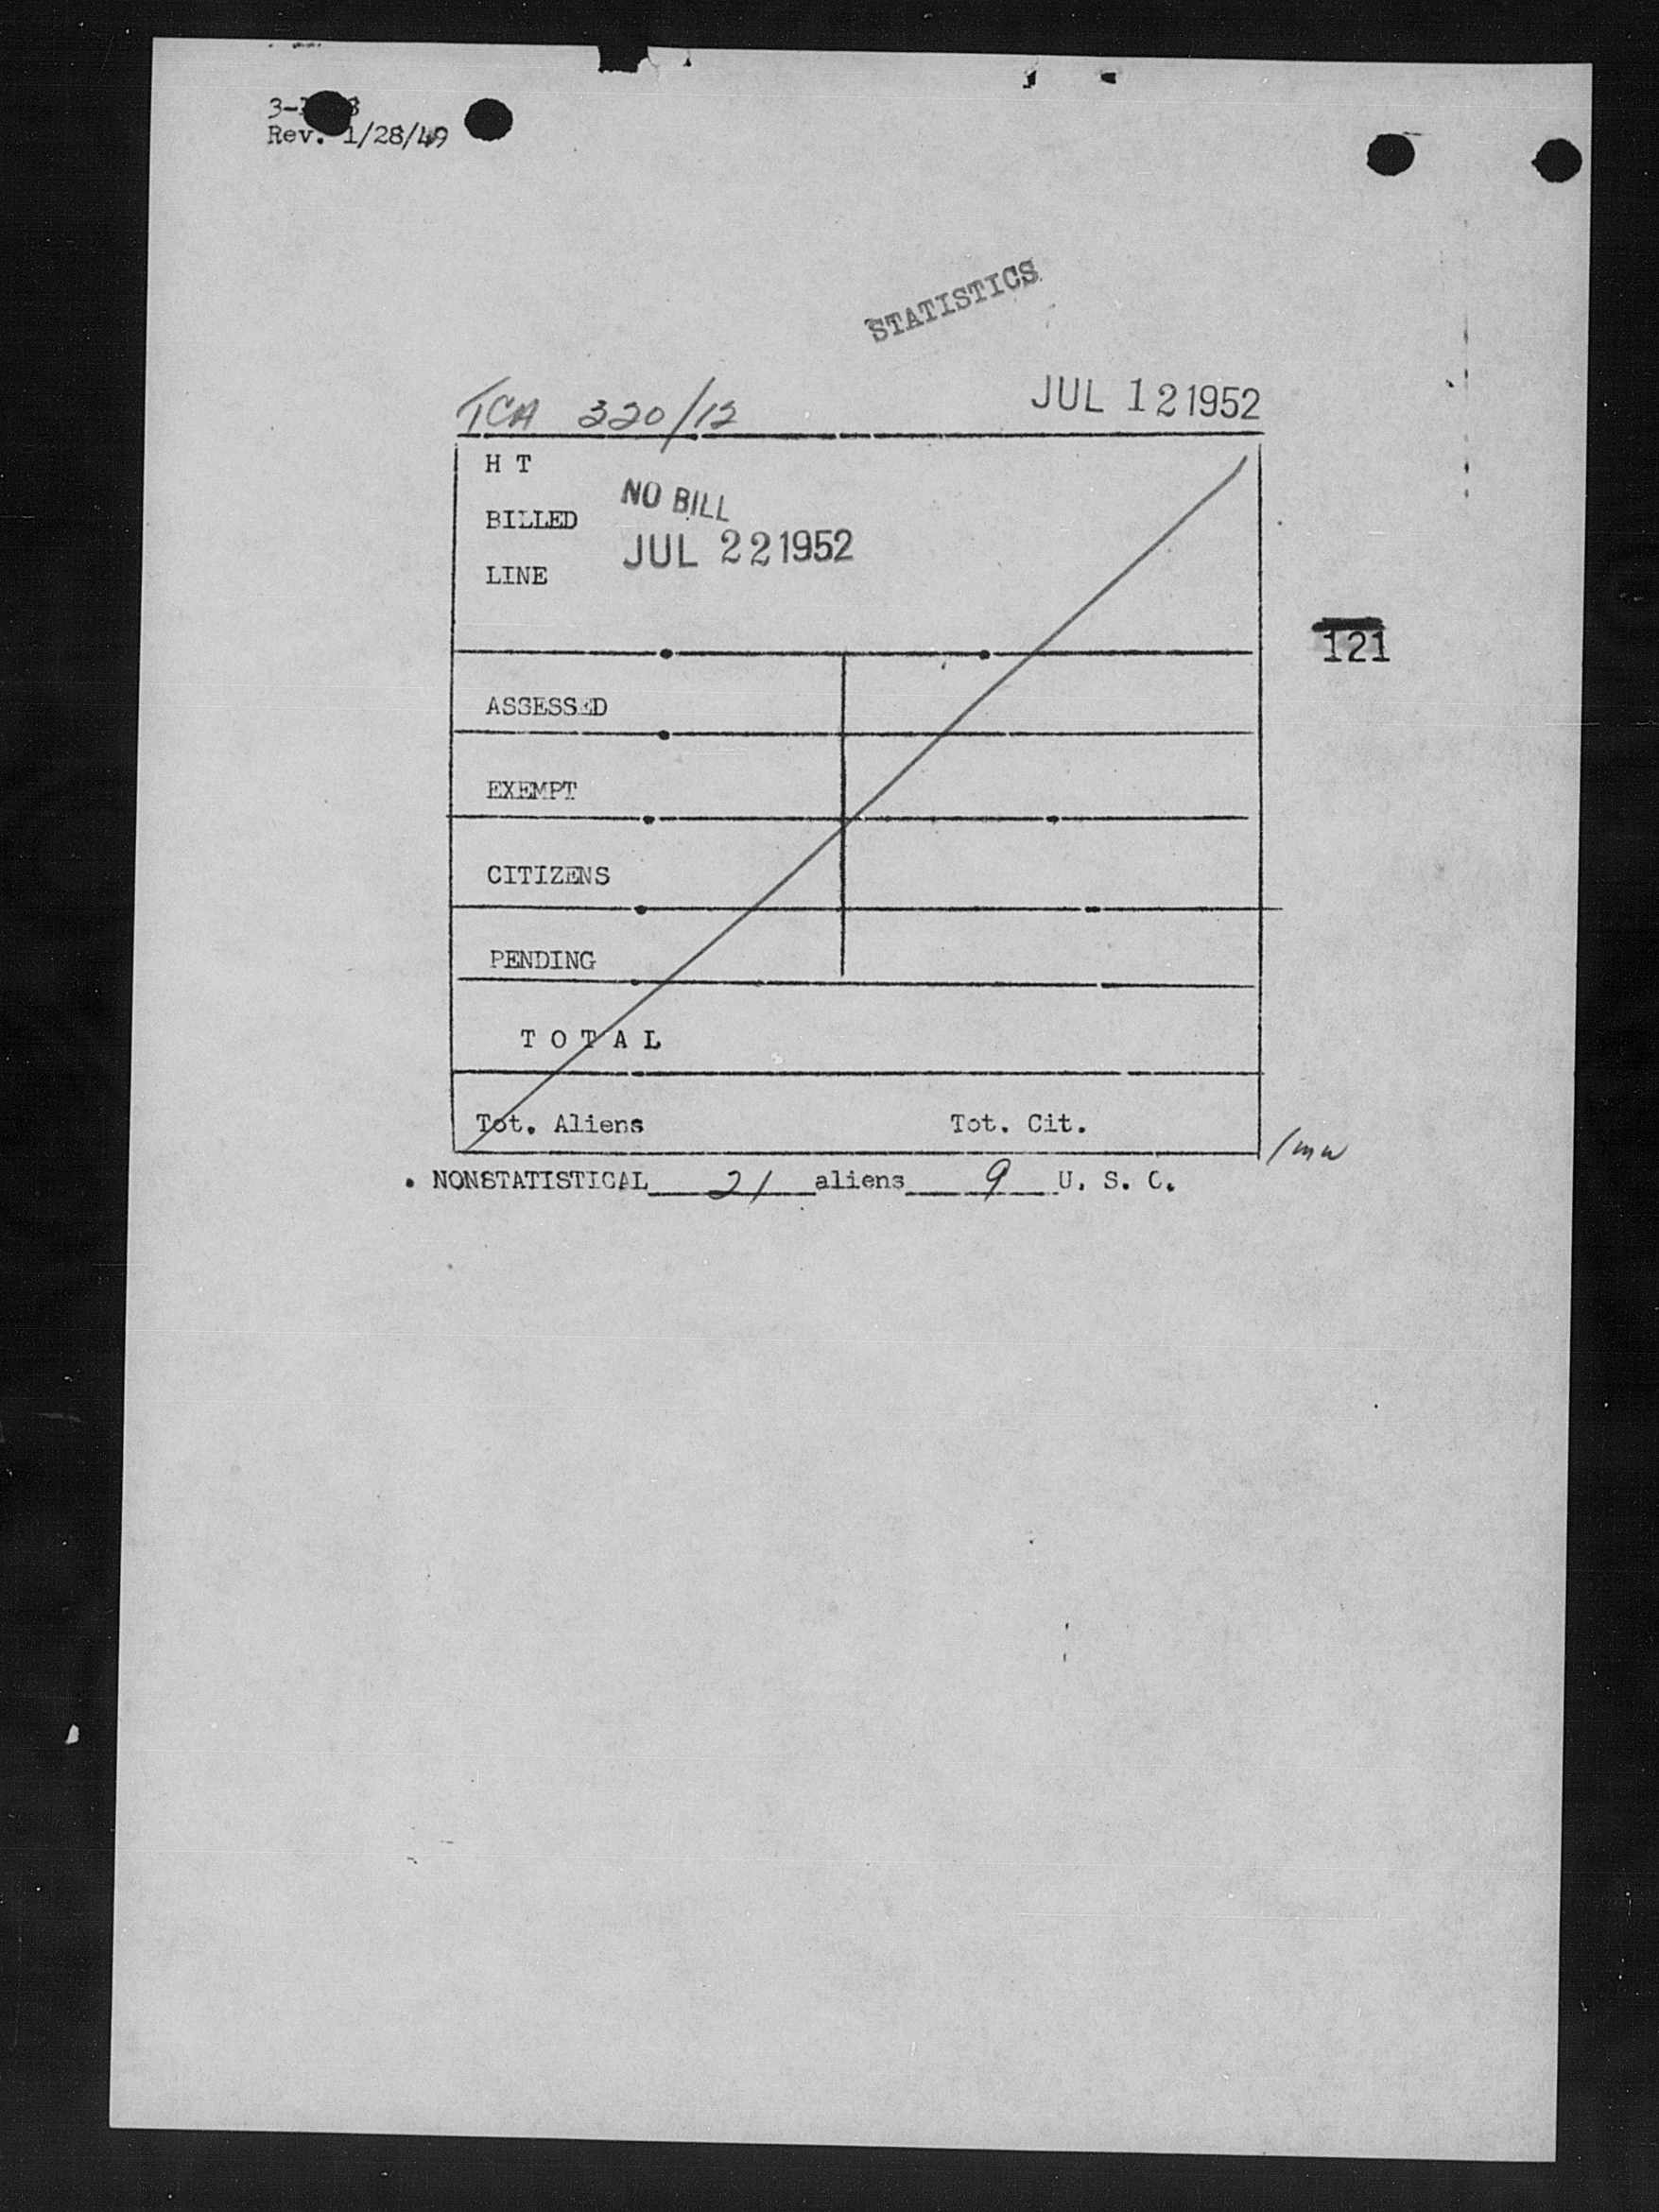 Rev. 1/28/49
STATISTICS
TCA 320/12 JUL 12 1952
H T
NO BILL
BILLED
JUL 22 1952
LINE
121
ASSESSED
EXEMPT
CITIZENS
PENDING
T O T A L
Tot. Aliens Tot. Cit.
NONSTATISTICAL 21 aliens 9 U. S. C.